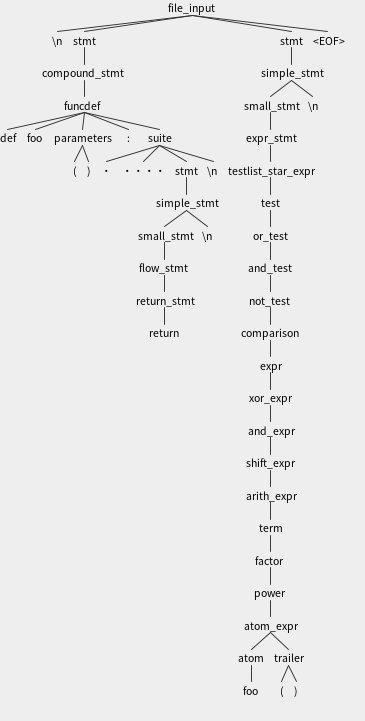 file_input
\n stmt stmt <EOF>
compound_stmt simple_stmt
funcdef small_stmt \n
def foo parameters : suite expr_stmt
( ) · ···· stmt \n testlist_star_expr
simple_stmt test
small_stmt \n or_test
flow_stmt and_test
return_stmt not_test
return comparison
expr
xor_expr
and_expr
shift_expr
arith_expr
term
factor
power
atom_expr
atom trailer
foo ( )